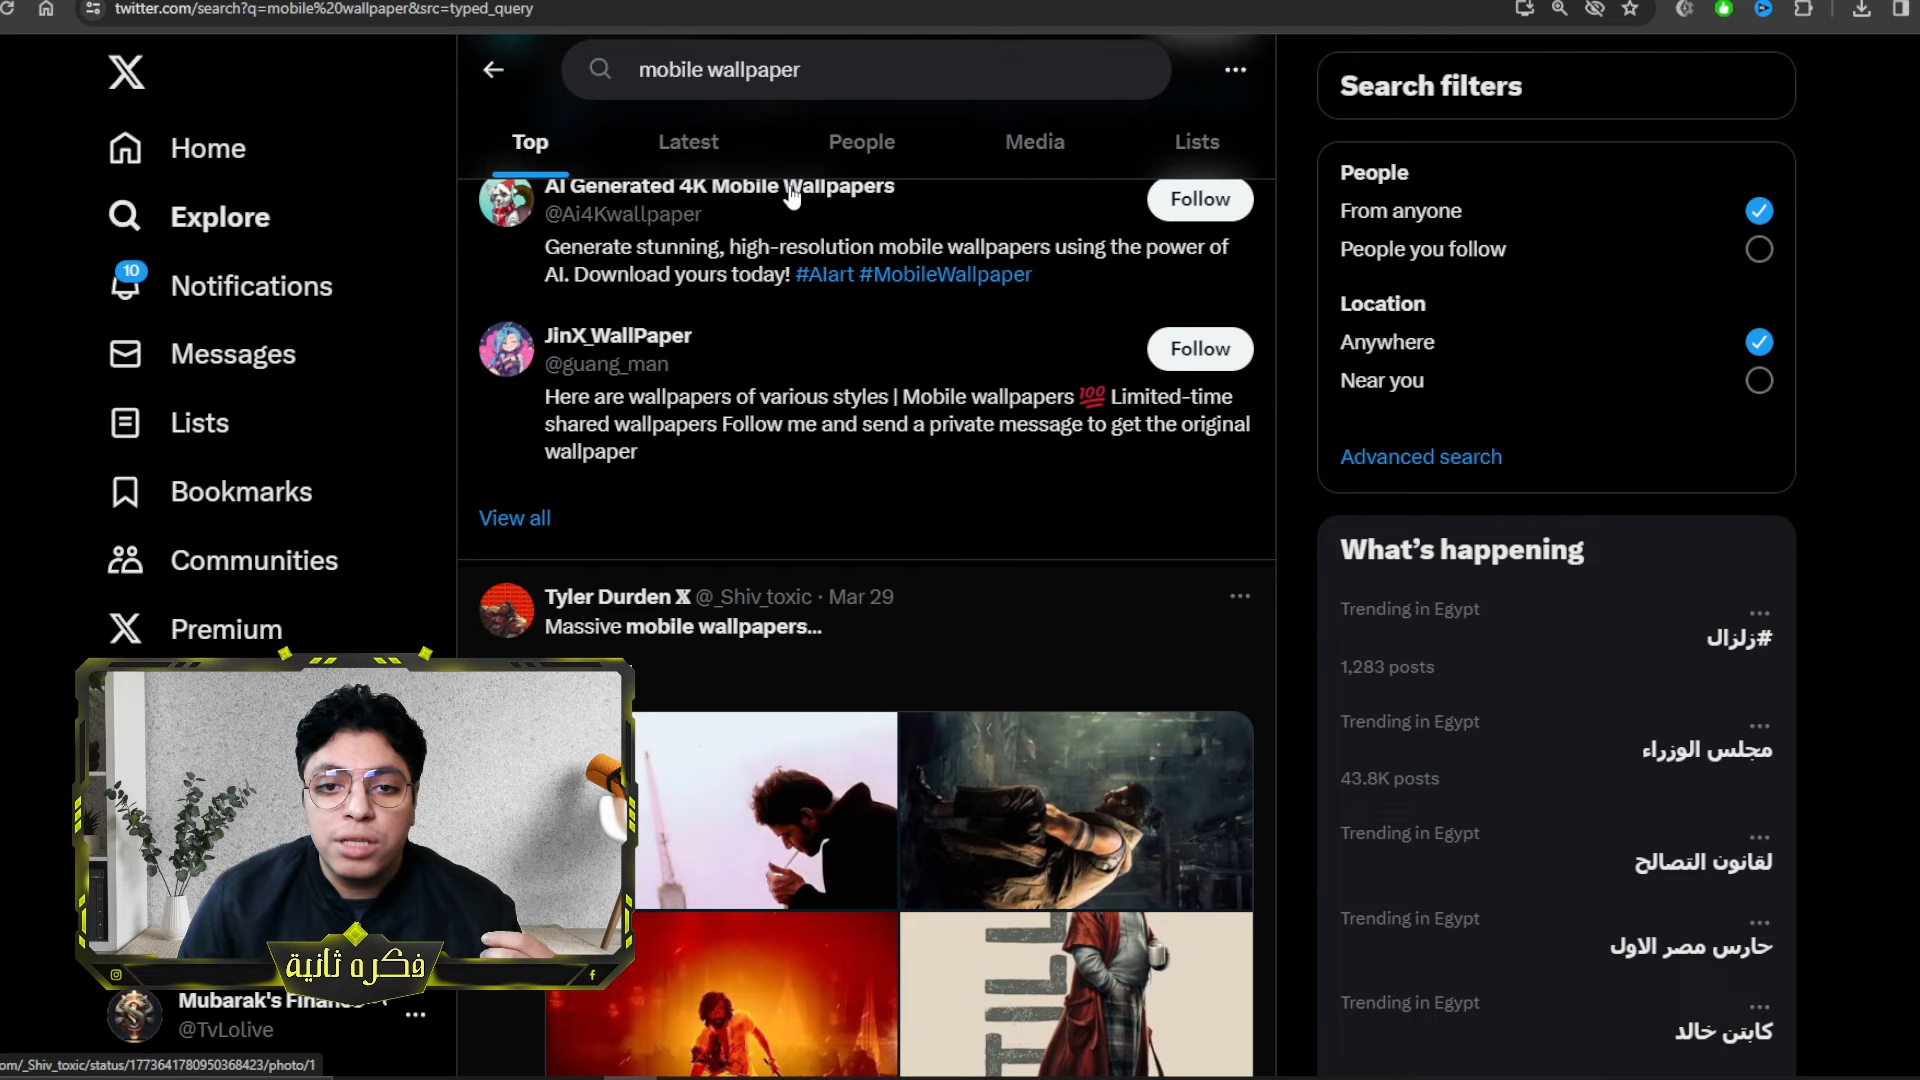 twitter.com/search?q=mobile%20wallpaper&src=typed_query
mobile wallpaper
Top
Latest
People
Media
Lists
Home
Explore
10
Notifications
Messages
Lists
Bookmarks
Communities
Premium
AI Generated 4K Mobile Wallpapers
@Ai4Kwallpaper
Follow
Generate stunning, high-resolution mobile wallpapers using the power of
AI. Download yours today! #AIart #MobileWallpaper
JinX_WallPaper
@guang_man
Follow
Here are wallpapers of various styles | Mobile wallpapers 💯 Limited-time
shared wallpapers Follow me and send a private message to get the original
wallpaper
View all
Tyler Durden 𝕏 @_Shiv_toxic · Mar 29
Massive mobile wallpapers...
TILL
Search filters
People
From anyone
People you follow
Location
Anywhere
Near you
Advanced search
What's happening
Trending in Egypt
#زلزال
1,283 posts
Trending in Egypt
مجلس الوزراء
43.8K posts
Trending in Egypt
لقانون التصالح
Trending in Egypt
حارس مصر الاول
Trending in Egypt
كابتن خالد
فكره ثانية
Mubarak's
@TvLolive
om/_Shiv_toxic/status/1773641780950368423/photo/1